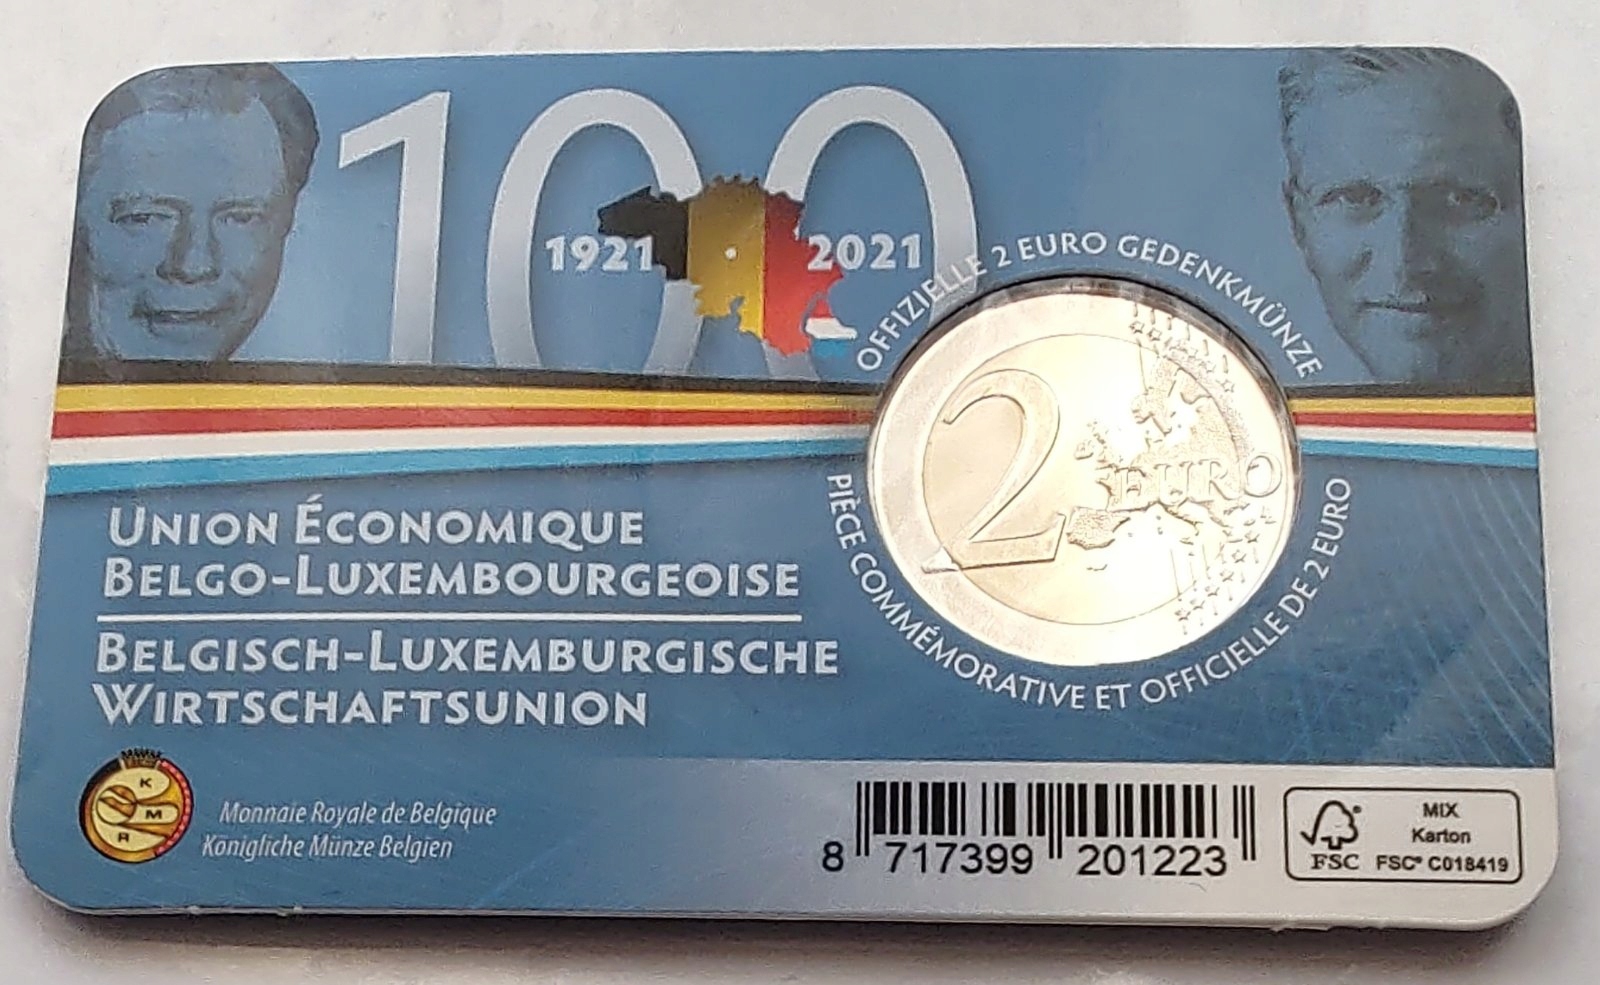 100
1921 2021
OFFIZIELLE 2 EURO GEDENKMÜNZE
2 EURO
PIÈCE COMMÉMORATIVE ET OFFICIELLE DE 2 EURO
UNION ÉCONOMIQUE
BELGO-LUXEMBOURGEOISE
BELGISCH-LUXEMBURGISCHE
WIRTSCHAFTSUNION
K
M
R
Monnaie Royale de Belgique
Königliche Münze Belgien
8 717399 201223
FSC
MIX
Karton
FSC® C018419